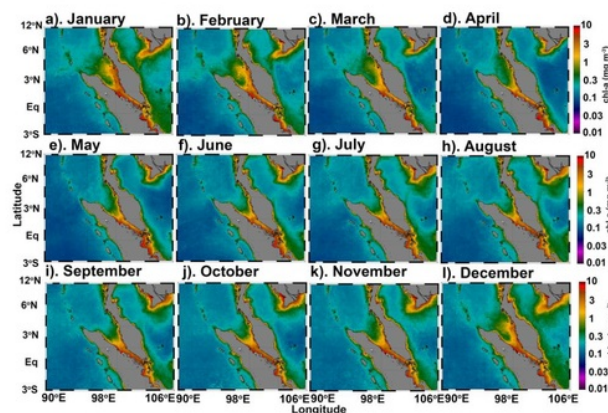 a). January b). February c). March d). April
12°N
6°N
3°N
Eq
3°S
10
3
1
0.3
0.1
0.03
0.01
chl-a (mg m⁻³)
e). May f). June g). July h). August
12°N
6°N
3°N
Eq
3°S
10
3
1
0.3
0.1
0.03
0.01
Latitude
i). September j). October k). November l). December
12°N
6°N
3°N
Eq
3°S
10
3
1
0.3
0.1
0.03
0.01
90°E 98°E 106°E 90°E 98°E 106°E 90°E 98°E 106°E 90°E 98°E 106°E
Longitude